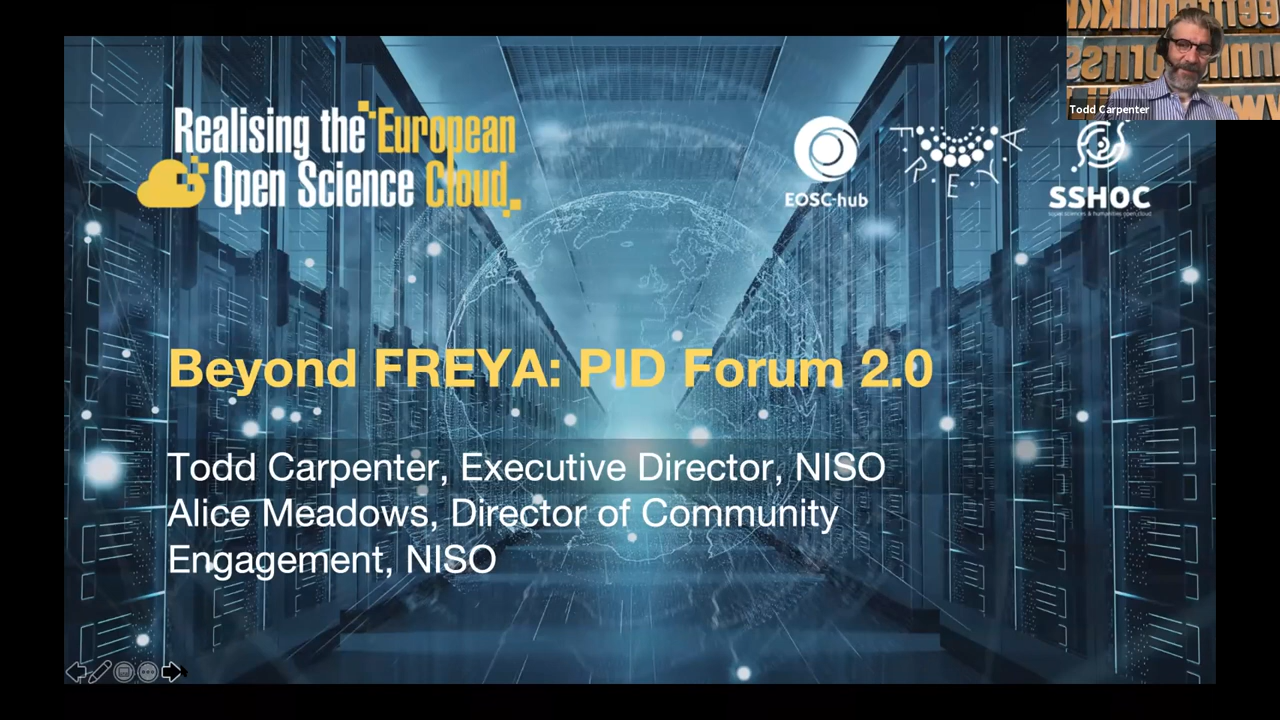 Realising the European
Open Science Cloud
EOSC-hub
FREYA
SSHOC
social sciences & humanities open cloud
Todd Carpenter
Beyond FREYA: PID Forum 2.0
Todd Carpenter, Executive Director, NISO
Alice Meadows, Director of Community
Engagement, NISO